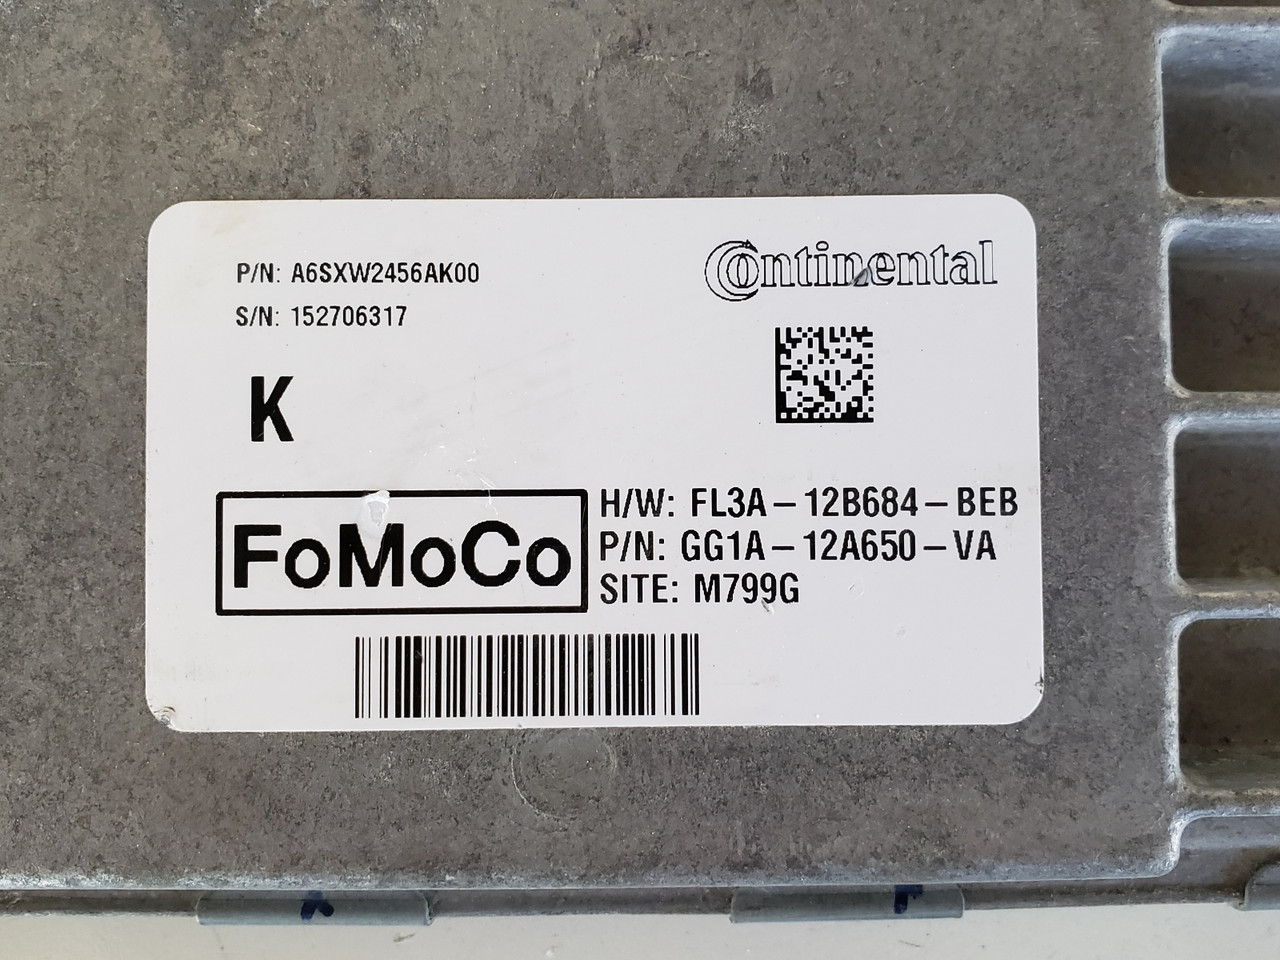 P/N: A6SXW2456AK00
S/N: 152706317
Continental
K
FoMoCo
H/W: FL3A-12B684-BEB
P/N: GG1A-12A650-VA
SITE: M799G